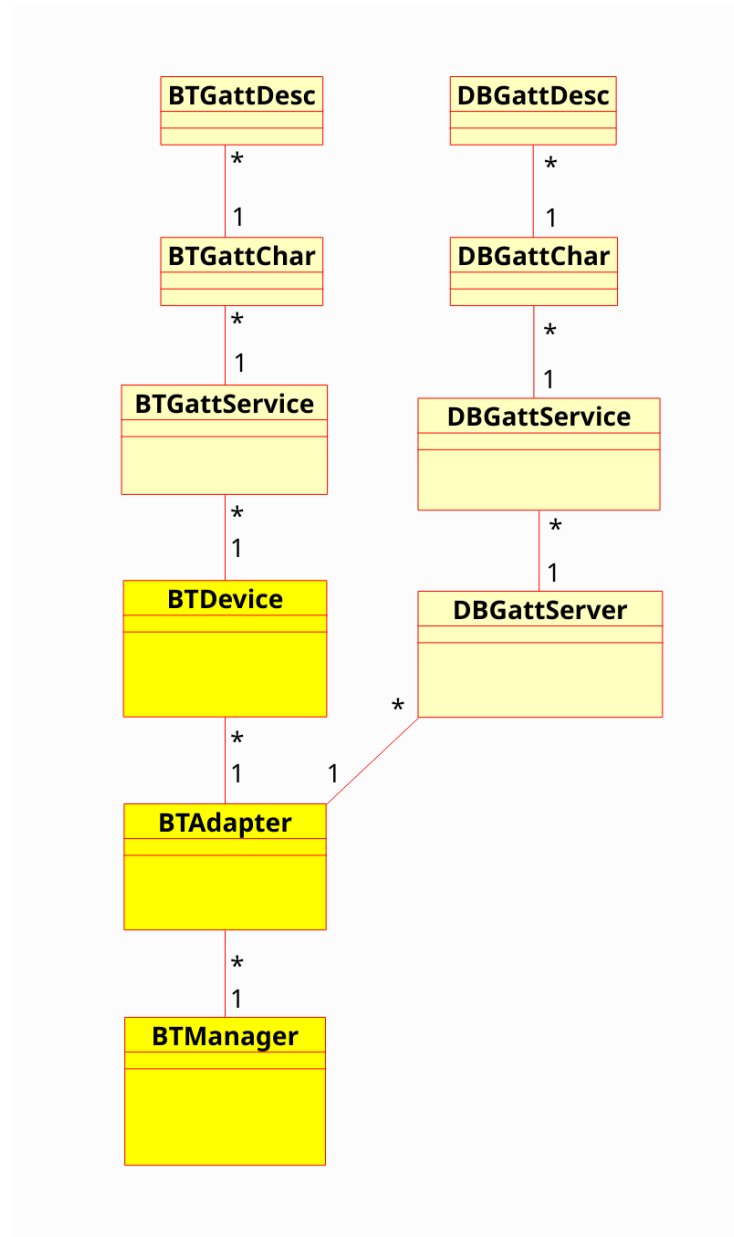 BTGattDesc DBGattDesc
* *
1 1
BTGattChar DBGattChar
* *
1 1
BTGattService DBGattService
* *
1 1
BTDevice DBGattServer
* *
1 1
BTAdapter
*
1
BTManager